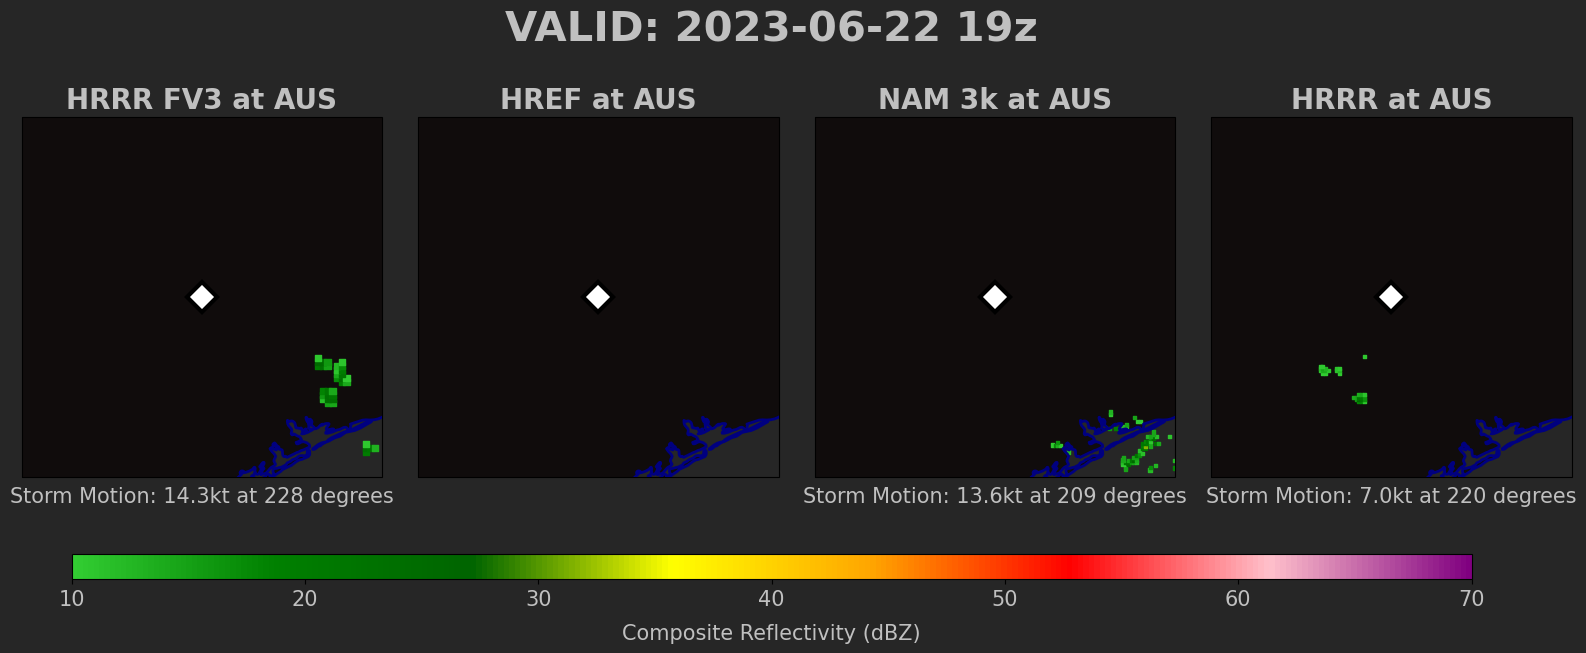 VALID: 2023-06-22 19z
HRRR FV3 at AUS
HREF at AUS
NAM 3k at AUS
HRRR at AUS
Storm Motion: 14.3kt at 228 degrees
Storm Motion: 13.6kt at 209 degrees
Storm Motion: 7.0kt at 220 degrees
10 20 30 40 50 60 70
Composite Reflectivity (dBZ)